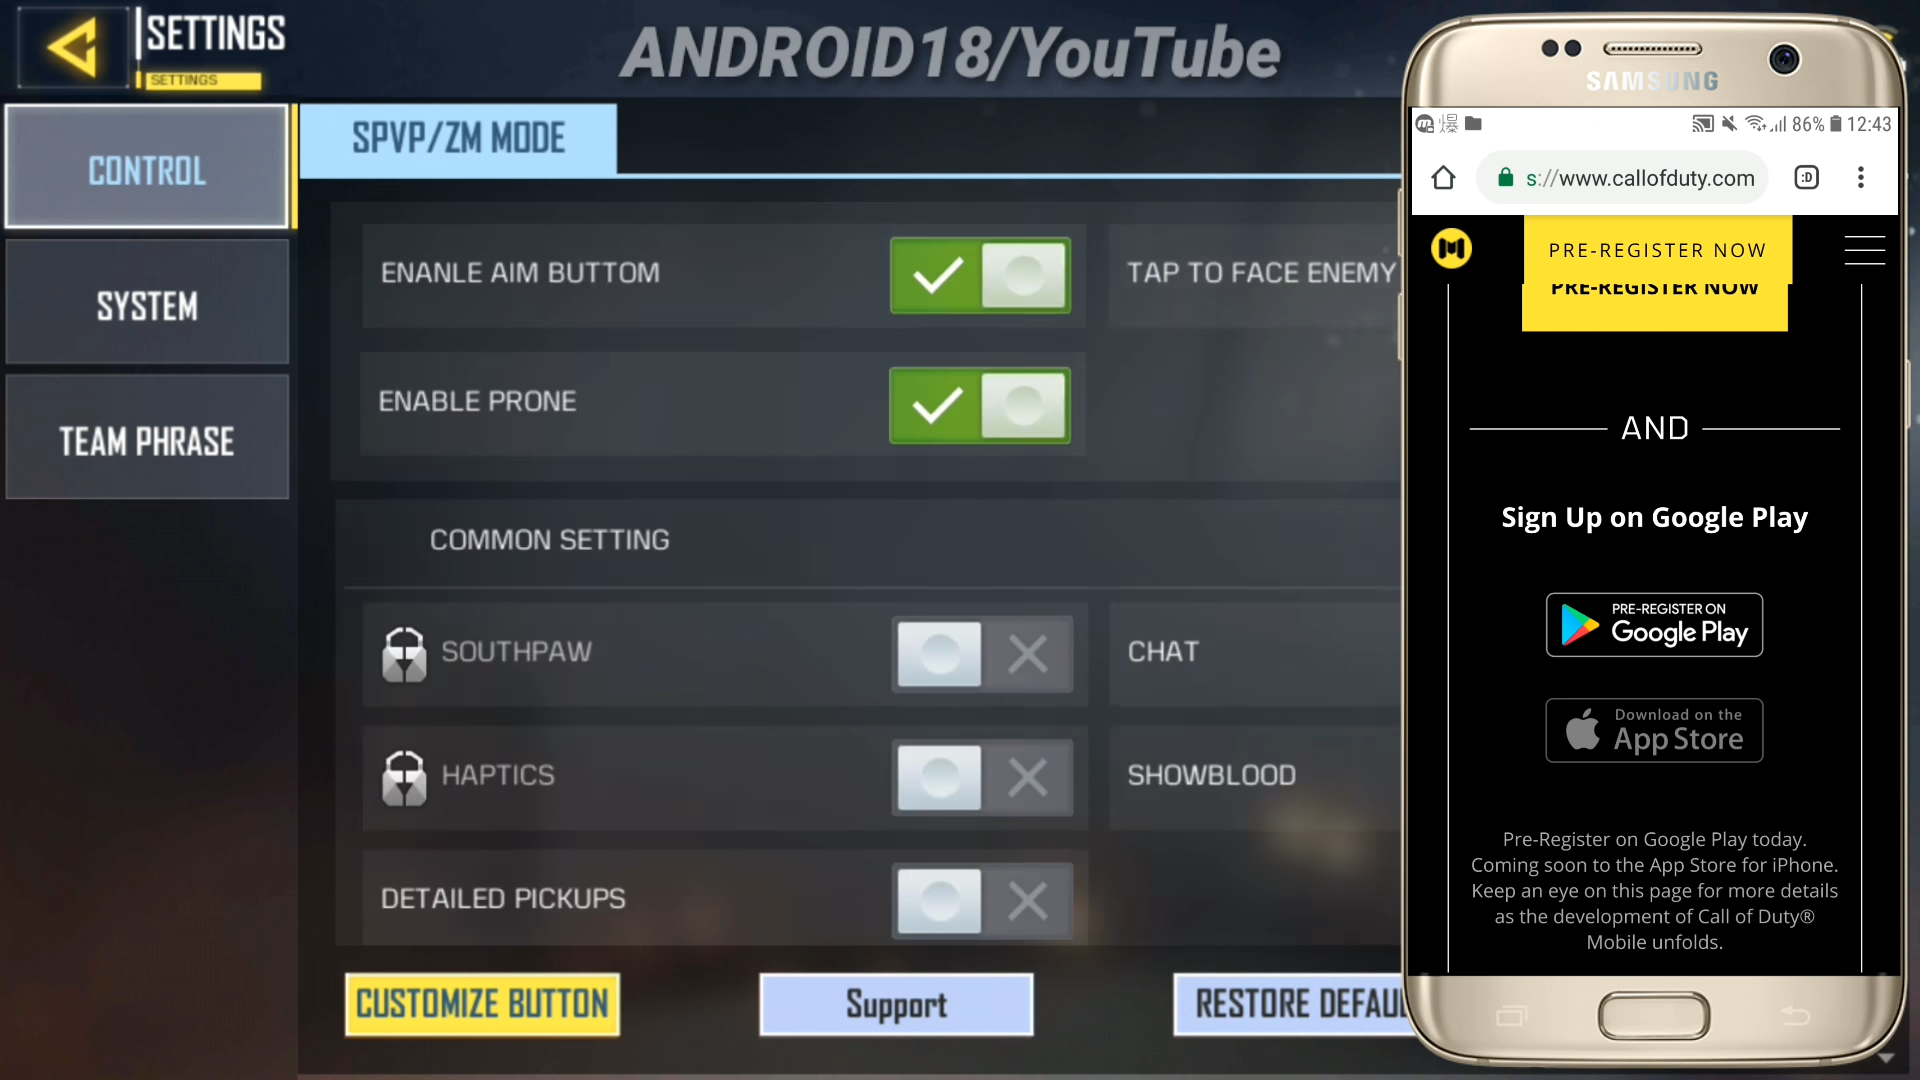 SETTINGS
SETTINGS
ANDROID18/YouTube
CONTROL
SYSTEM
TEAM PHRASE
SPVP/ZM MODE
ENANLE AIM BUTTOM
TAP TO FACE ENEMY
ENABLE PRONE
COMMON SETTING
SOUTHPAW
CHAT
HAPTICS
SHOWBLOOD
DETAILED PICKUPS
CUSTOMIZE BUTTON
Support
RESTORE DEFAU
SAMSUNG
爆
86% 12:43
s://www.callofduty.com
:D
PRE-REGISTER NOW
PRE-REGISTER NOW
AND
Sign Up on Google Play
PRE-REGISTER ON
Google Play
Download on the
App Store
Pre-Register on Google Play today.
Coming soon to the App Store for iPhone.
Keep an eye on this page for more details
as the development of Call of Duty®
Mobile unfolds.